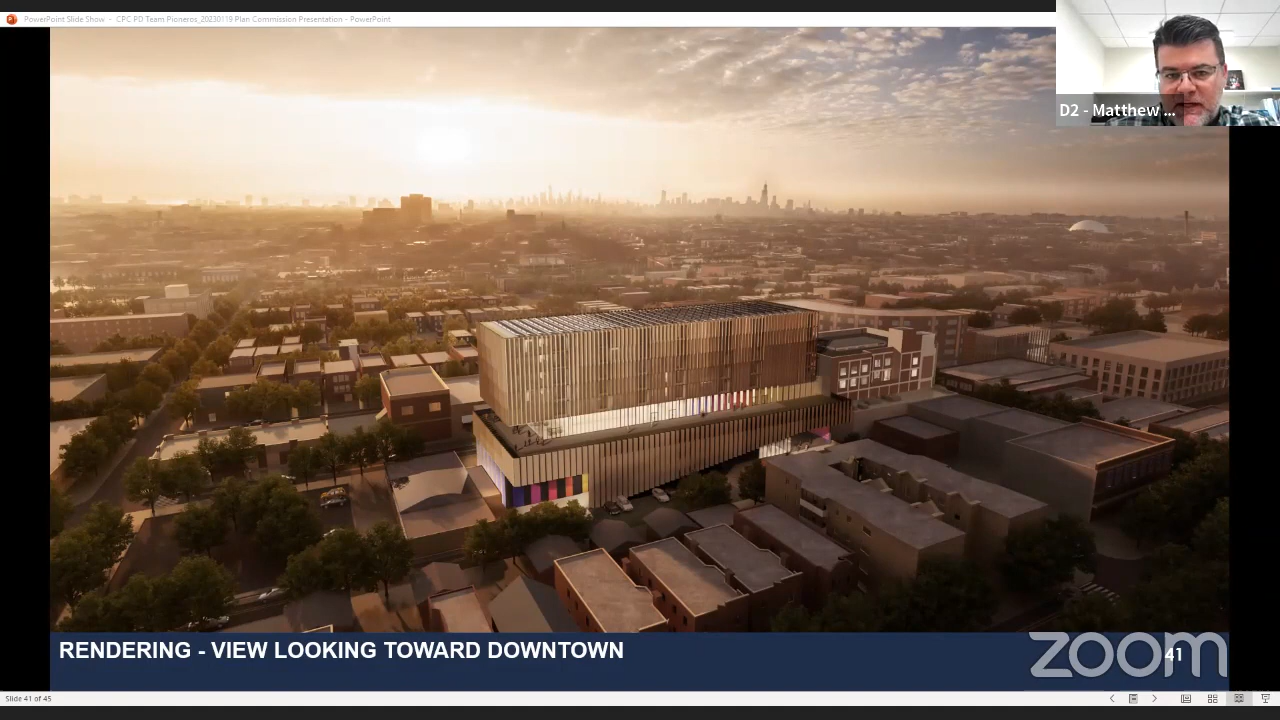 PowerPoint Slide Show - CPC PD Team Pioneros_20230119 Plan Commission Presentation - PowerPoint
D2 - Matthew ...
RENDERING - VIEW LOOKING TOWARD DOWNTOWN
zoom
41
Slide 41 of 45